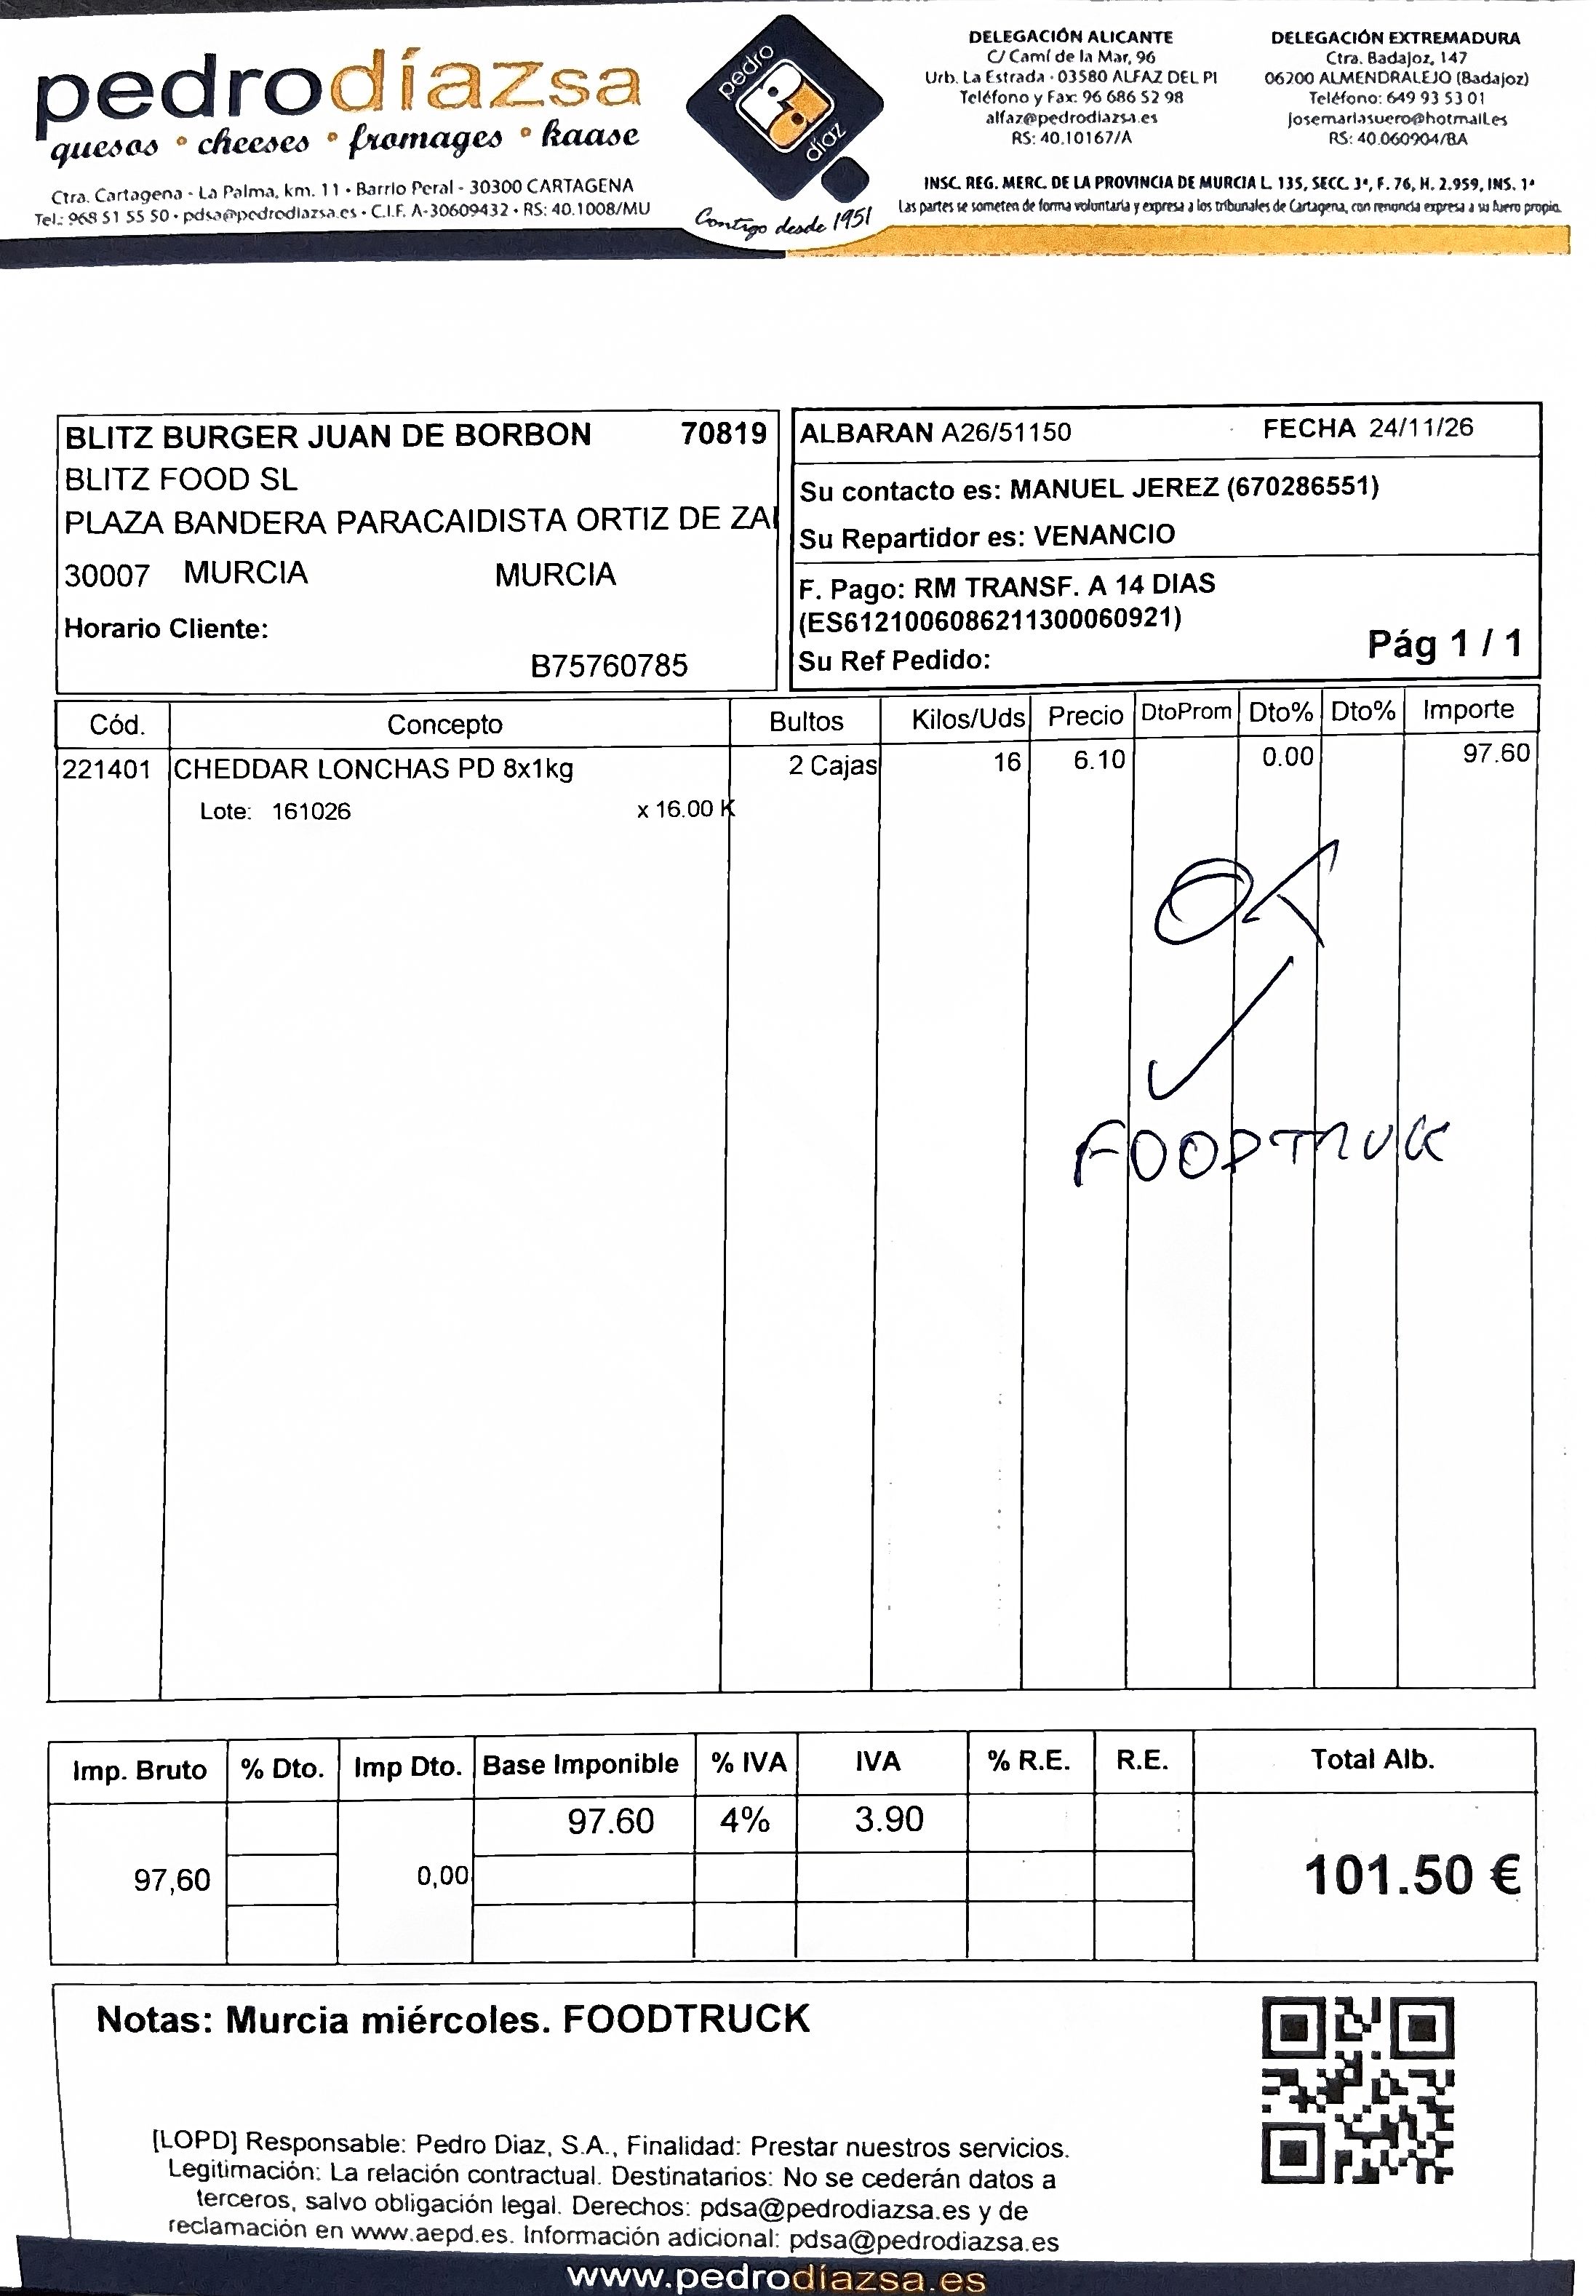 pedrodíazsa
quesos • cheeses • fromages • kaase
Ctra. Cartagena - La Palma, km. 11 • Barrio Peral - 30300 CARTAGENA
Tel.: 968 51 55 50 • pdsa@pedrodiazsa.es • C.I.F. A-30609432 • RS: 40.1008/MU
pedro
díaz
Contigo desde 1951
DELEGACIÓN ALICANTE
C/ Camí de la Mar, 96
Urb. La Estrada - 03580 ALFAZ DEL PI
Teléfono y Fax: 96 686 52 98
alfaz@pedrodiazsa.es
RS: 40.10167/A
DELEGACIÓN EXTREMADURA
Ctra. Badajoz, 147
06200 ALMENDRALEJO (Badajoz)
Teléfono: 649 93 53 01
josemariasuero@hotmail.es
RS: 40.060904/BA
INSC. REG. MERC. DE LA PROVINCIA DE MURCIA L. 135, SECC. 3ª, F. 76, H. 2.959, INS. 1ª
Las partes se someten de forma voluntaria y expresa a los tribunales de Cartagena, con renuncia expresa a su fuero propio.
BLITZ BURGER JUAN DE BORBON 70819
BLITZ FOOD SL
PLAZA BANDERA PARACAIDISTA ORTIZ DE ZA
30007 MURCIA MURCIA
Horario Cliente:
B75760785
ALBARAN A26/51150 FECHA 24/11/26
Su contacto es: MANUEL JEREZ (670286551)
Su Repartidor es: VENANCIO
F. Pago: RM TRANSF. A 14 DIAS
(ES6121006086211300060921)
Su Ref Pedido: Pág 1 / 1
Cód. Concepto Bultos Kilos/Uds Precio DtoProm Dto% Dto% Importe
221401 CHEDDAR LONCHAS PD 8x1kg 2 Cajas 16 6.10 0.00 97.60
Lote: 161026 x 16.00 K
OK
FOODTRUCK
Imp. Bruto % Dto. Imp Dto. Base Imponible % IVA IVA % R.E. R.E. Total Alb.
97.60 4% 3.90
97,60 0,00 101.50 €
Notas: Murcia miércoles. FOODTRUCK
[LOPD] Responsable: Pedro Diaz, S.A., Finalidad: Prestar nuestros servicios.
Legitimación: La relación contractual. Destinatarios: No se cederán datos a
terceros, salvo obligación legal. Derechos: pdsa@pedrodiazsa.es y de
reclamación en www.aepd.es. Información adicional: pdsa@pedrodiazsa.es
www.pedrodíazsa.es